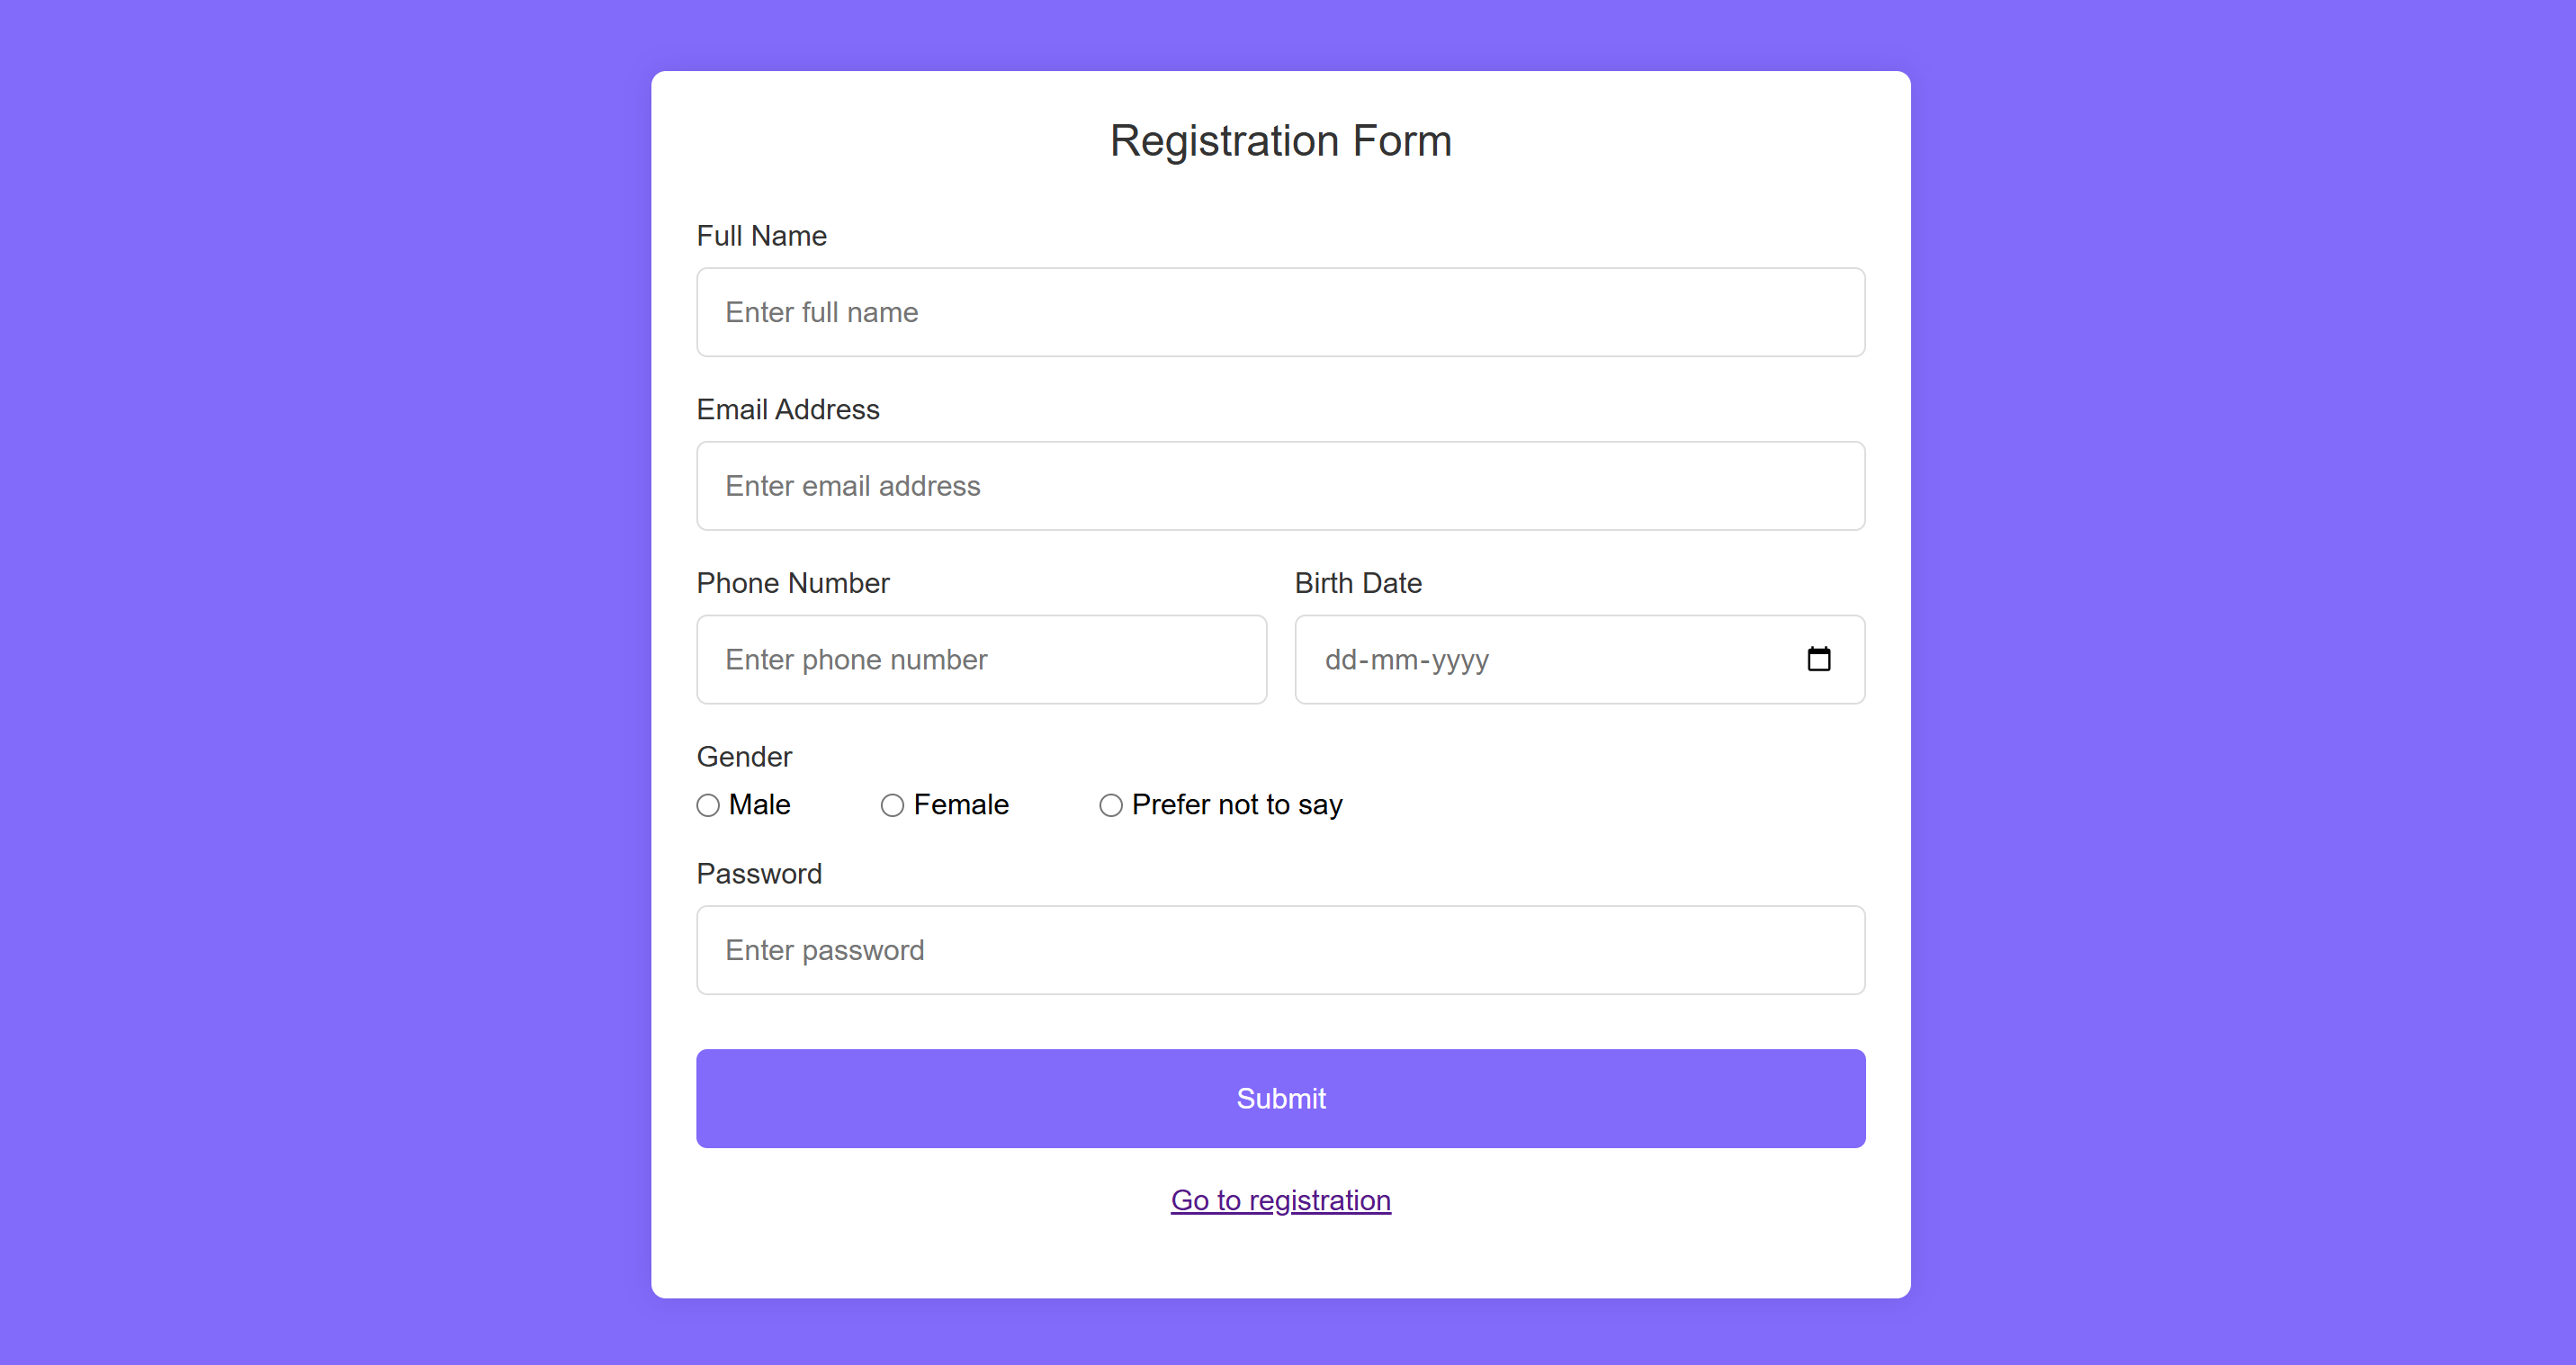 Registration Form
Full Name
Enter full name
Email Address
Enter email address
Phone Number
Enter phone number
Birth Date
dd-mm-yyyy
Gender
Male Female Prefer not to say
Password
Enter password
Submit
Go to registration